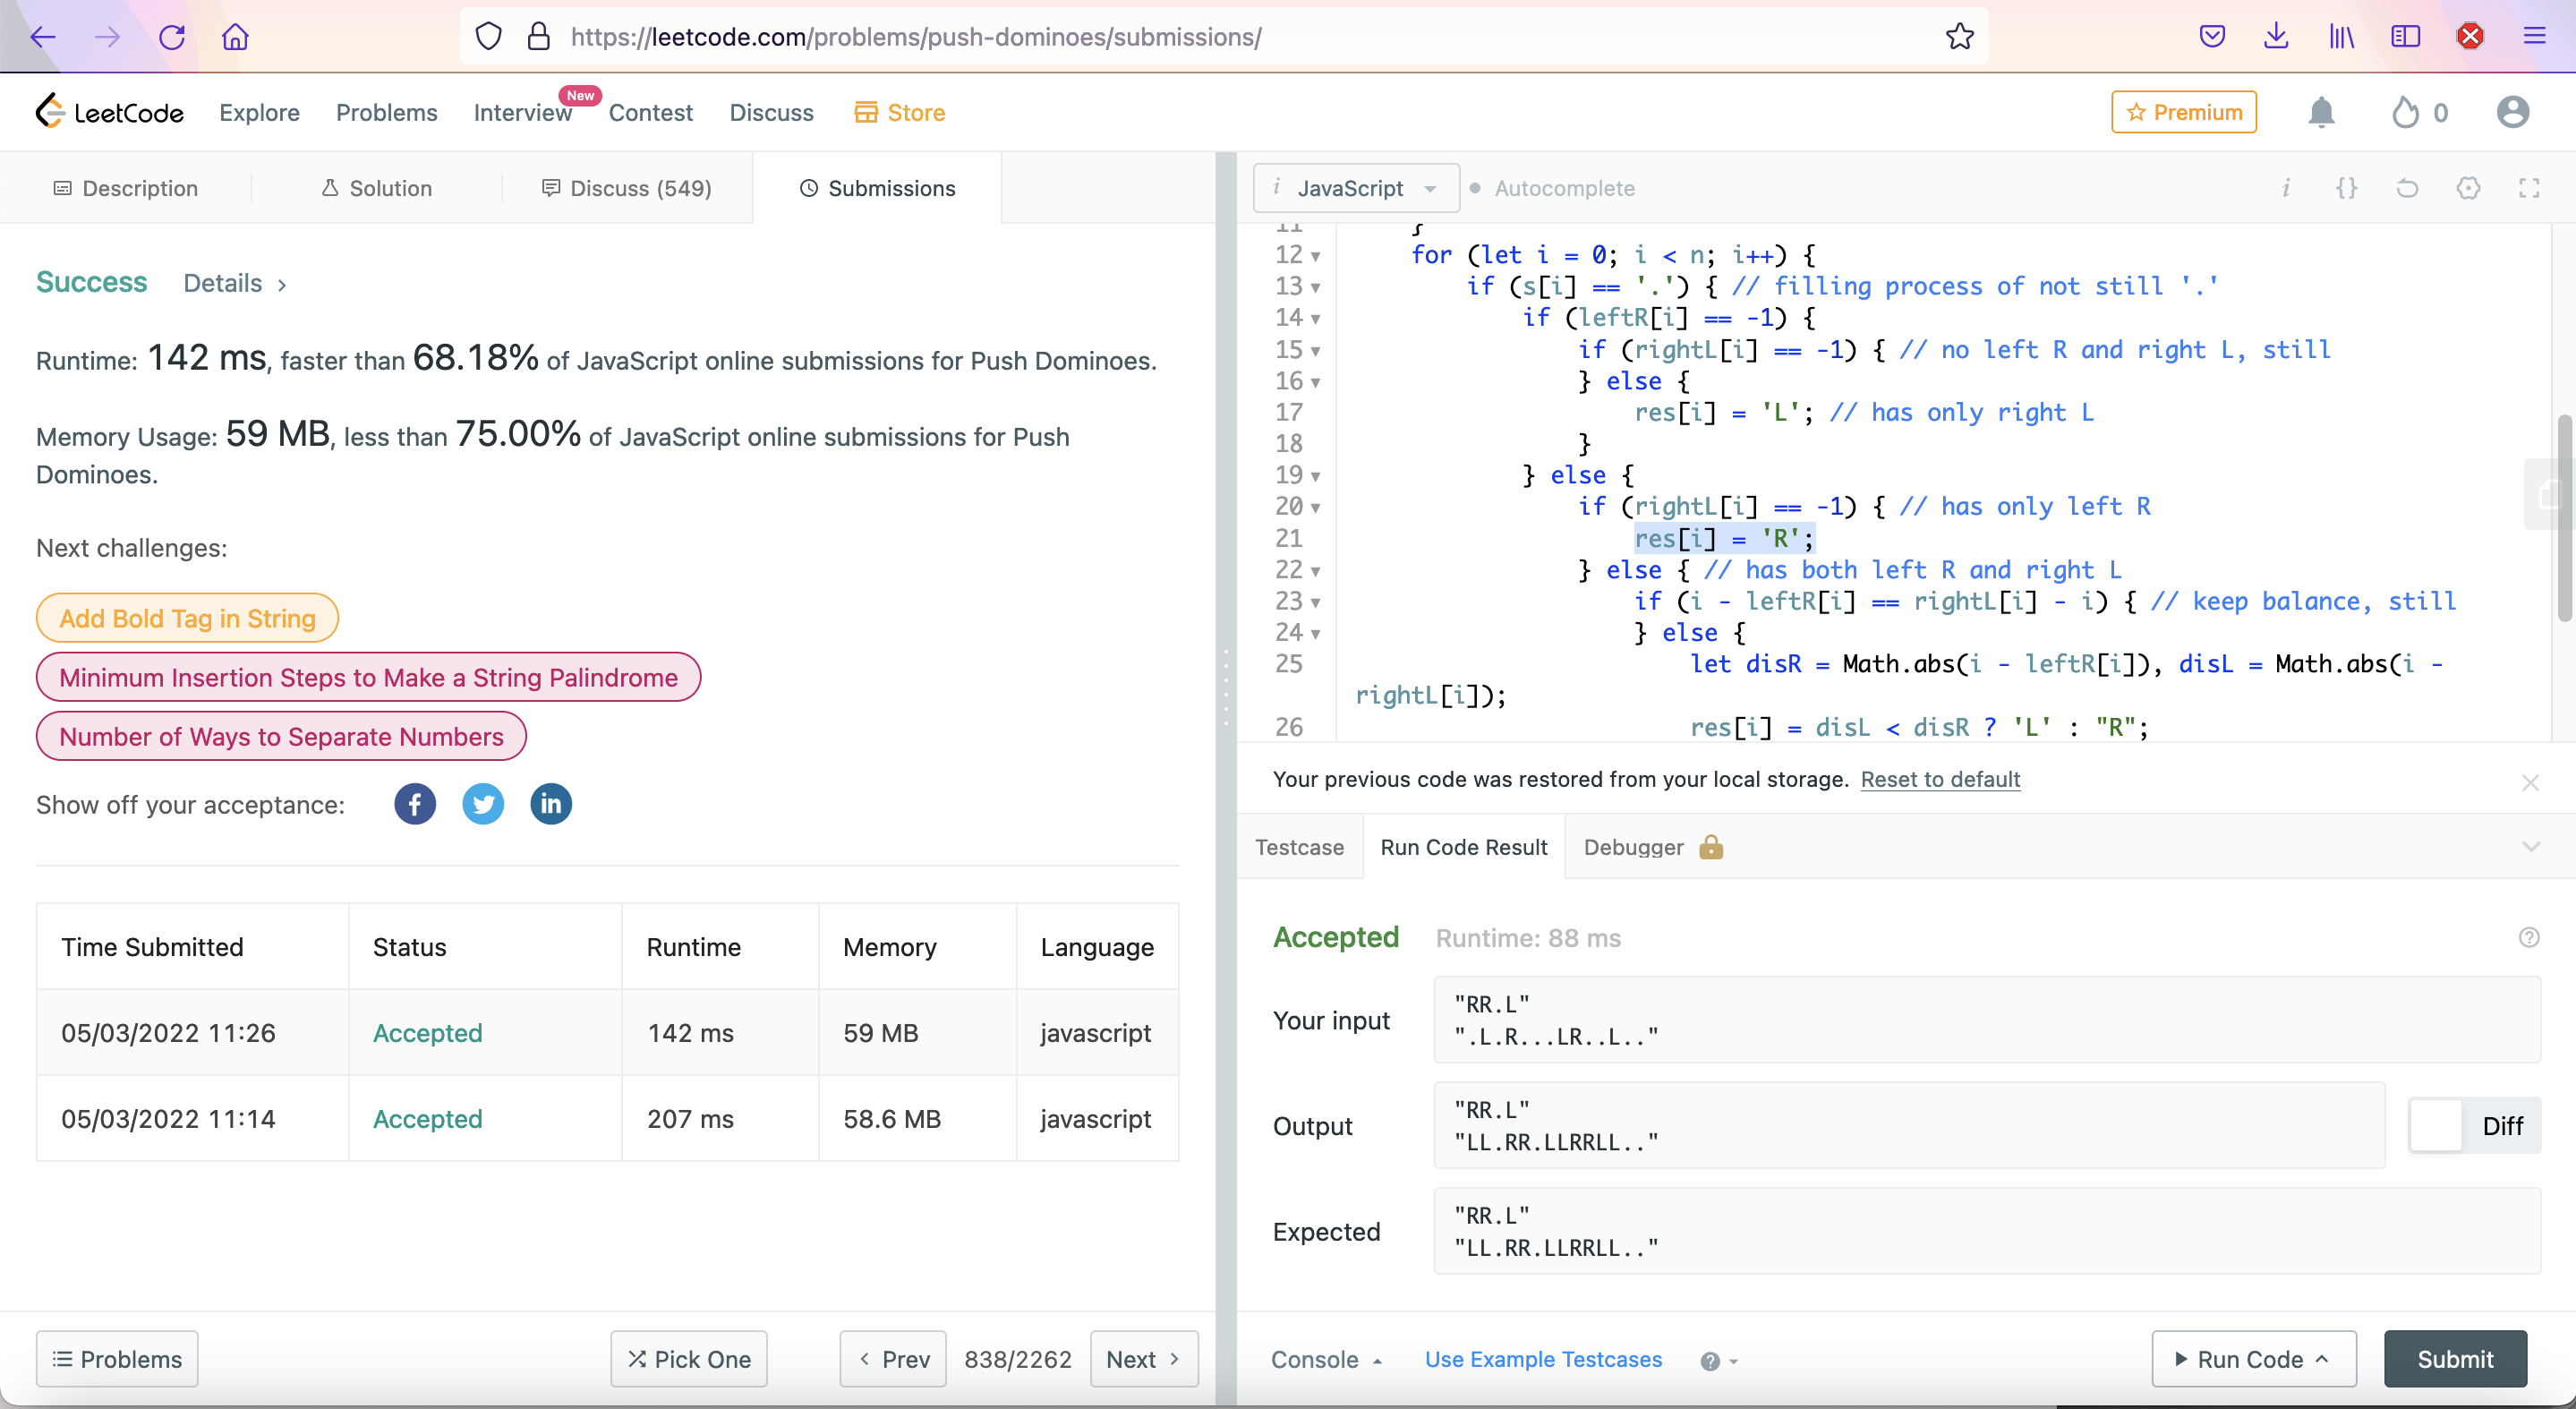 https://leetcode.com/problems/push-dominoes/submissions/
LeetCode Explore Problems Interview New Contest Discuss Store Premium 0
Description Solution Discuss (549) Submissions
Success Details >
Runtime: 142 ms, faster than 68.18% of JavaScript online submissions for Push Dominoes.
Memory Usage: 59 MB, less than 75.00% of JavaScript online submissions for Push
Dominoes.
Next challenges:
Add Bold Tag in String
Minimum Insertion Steps to Make a String Palindrome
Number of Ways to Separate Numbers
Show off your acceptance:
Time Submitted Status Runtime Memory Language
05/03/2022 11:26 Accepted 142 ms 59 MB javascript
05/03/2022 11:14 Accepted 207 ms 58.6 MB javascript
Problems Pick One < Prev 838/2262 Next >
i JavaScript Autocomplete i {}
11 }
12 for (let i = 0; i < n; i++) {
13 if (s[i] == '.') { // filling process of not still '.'
14 if (leftR[i] == -1) {
15 if (rightL[i] == -1) { // no left R and right L, still
16 } else {
17 res[i] = 'L'; // has only right L
18 }
19 } else {
20 if (rightL[i] == -1) { // has only left R
21 res[i] = 'R';
22 } else { // has both left R and right L
23 if (i - leftR[i] == rightL[i] - i) { // keep balance, still
24 } else {
25 let disR = Math.abs(i - leftR[i]), disL = Math.abs(i -
rightL[i]);
26 res[i] = disL < disR ? 'L' : "R";
Your previous code was restored from your local storage. Reset to default
Testcase Run Code Result Debugger
Accepted Runtime: 88 ms
Your input
"RR.L"
".L.R...LR..L.."
Output
"RR.L"
"LL.RR.LLRRLL.."
Diff
Expected
"RR.L"
"LL.RR.LLRRLL.."
Console Use Example Testcases ? Run Code Submit